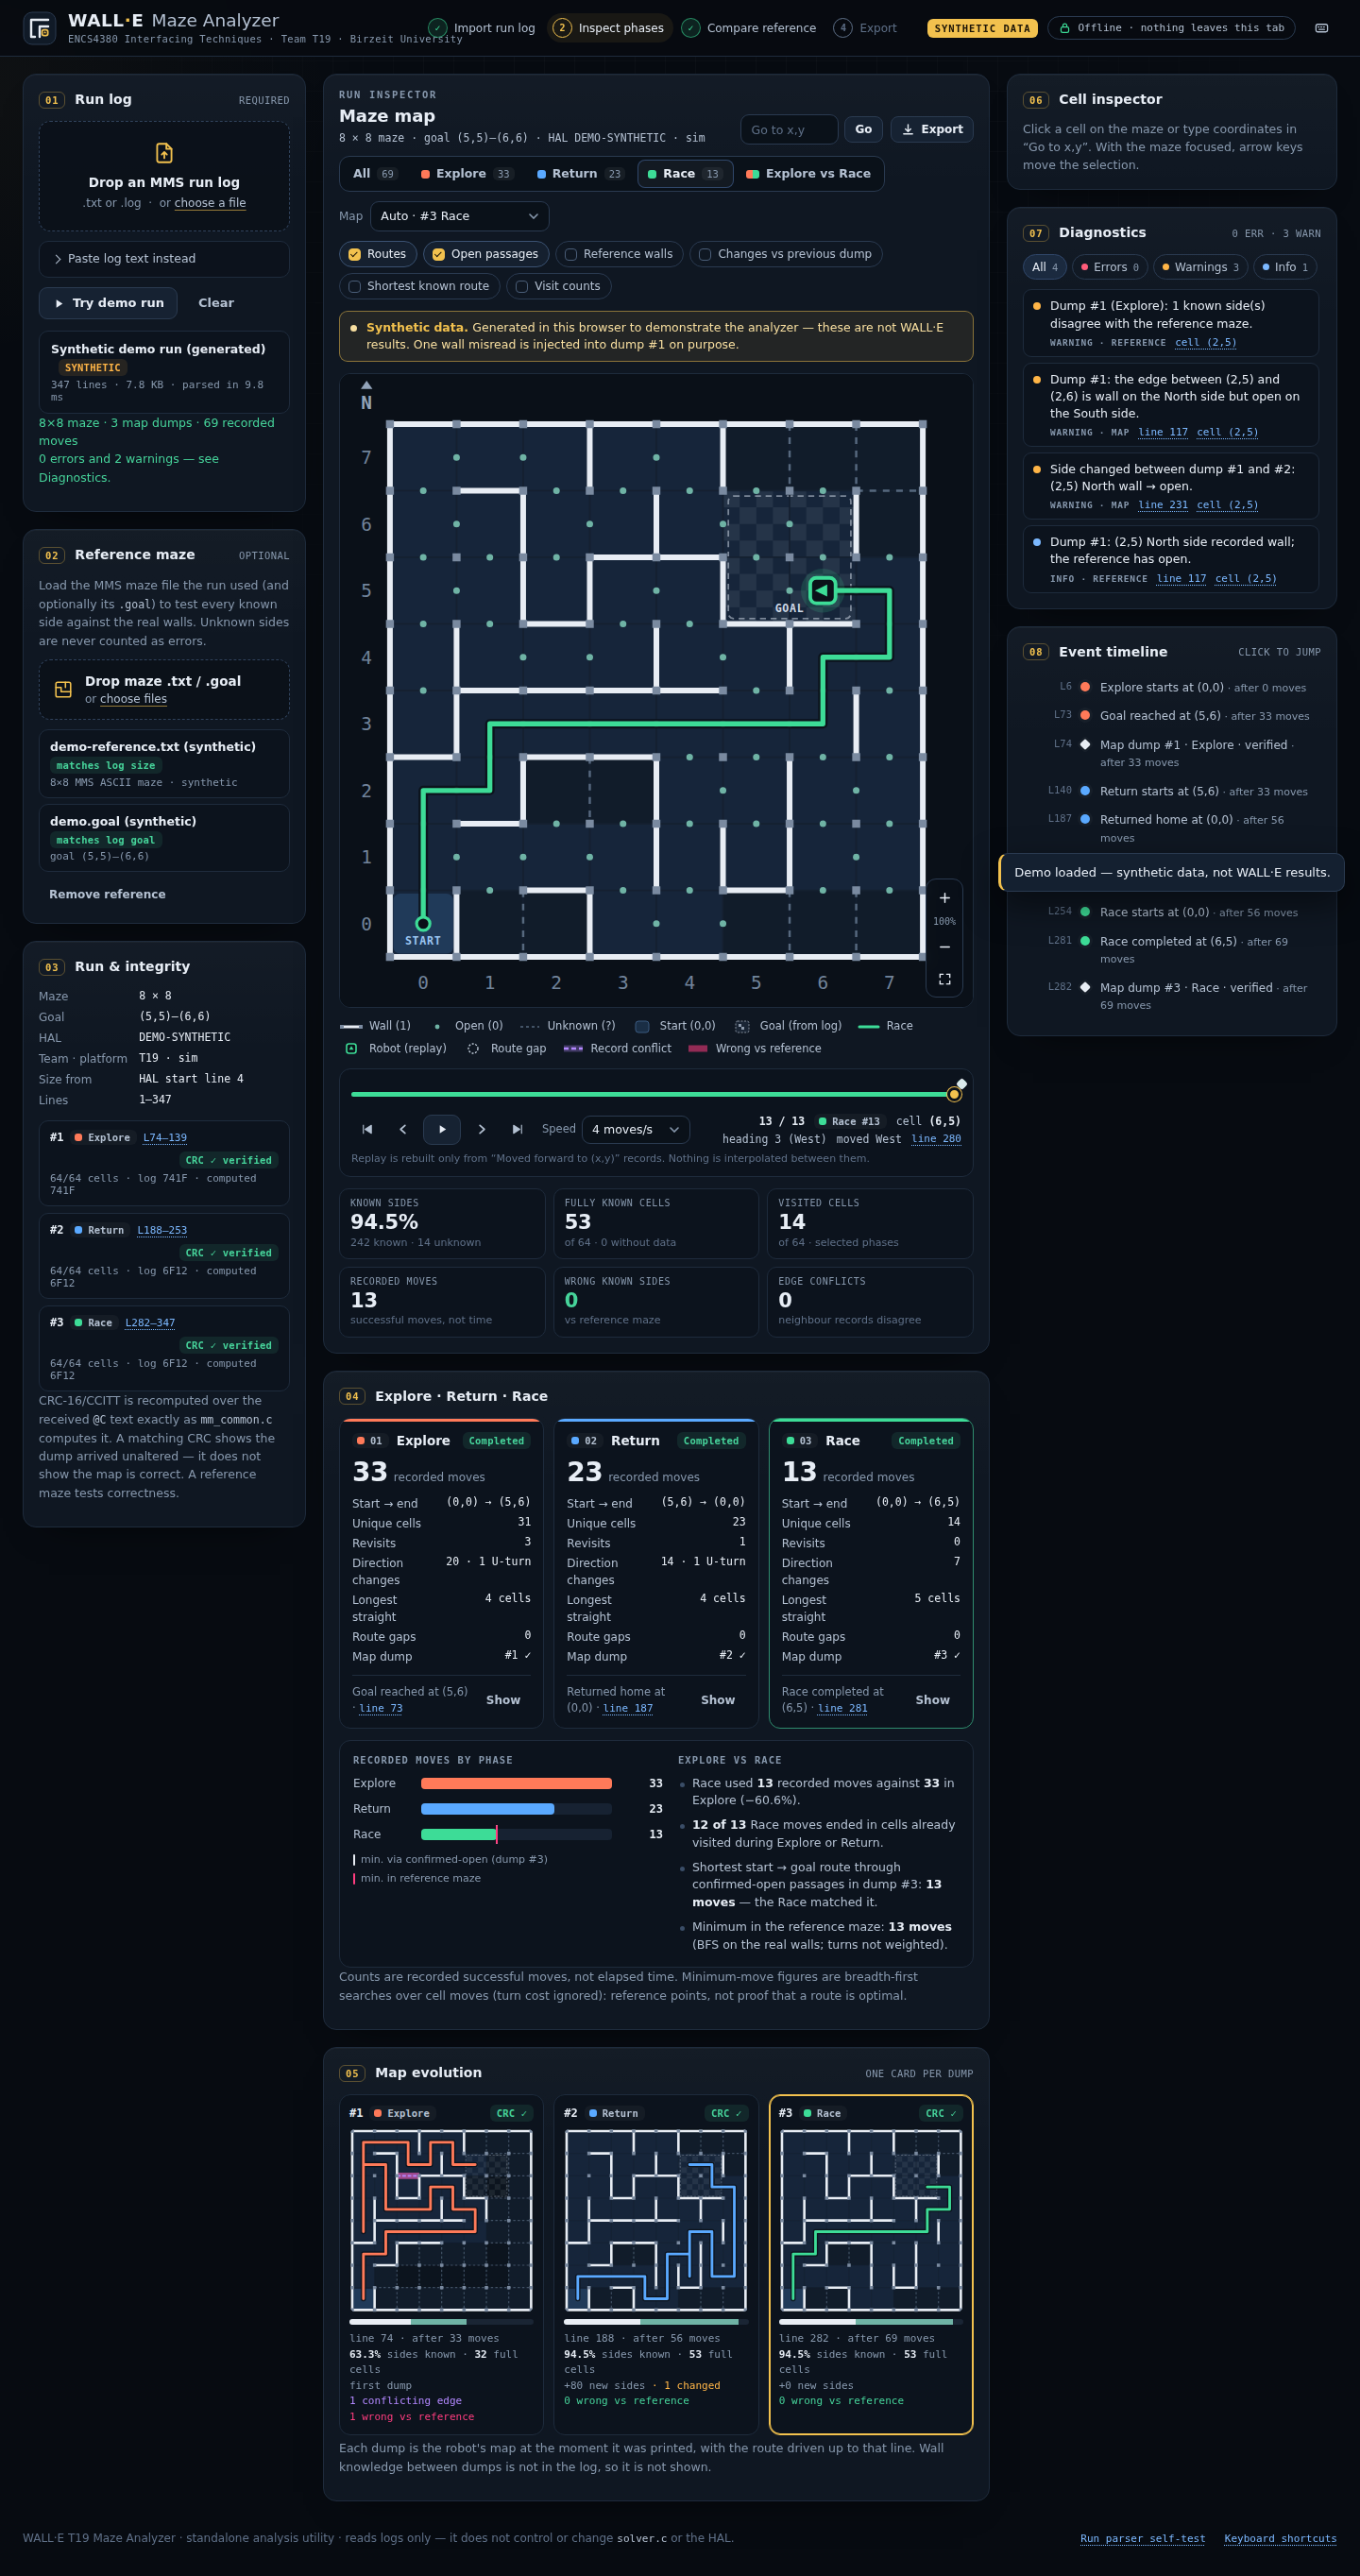 WALL·E Maze Analyzer
ENCS4380 Interfacing Techniques · Team T19 · Birzeit University
✓ Import run log
2 Inspect phases
✓ Compare reference
4 Export
SYNTHETIC DATA
Offline · nothing leaves this tab
01 Run log REQUIRED
Drop an MMS run log
.txt or .log · or choose a file
Paste log text instead
Try demo run Clear
Synthetic demo run (generated)
SYNTHETIC
347 lines · 7.8 KB · parsed in 9.8
ms
8×8 maze · 3 map dumps · 69 recorded
moves
0 errors and 2 warnings — see
Diagnostics.
02 Reference maze OPTIONAL
Load the MMS maze file the run used (and
optionally its .goal) to test every known
side against the real walls. Unknown sides
are never counted as errors.
Drop maze .txt / .goal
or choose files
demo-reference.txt (synthetic)
matches log size
8×8 MMS ASCII maze · synthetic
demo.goal (synthetic)
matches log goal
goal (5,5)–(6,6)
Remove reference
03 Run & integrity
Maze 8 × 8
Goal (5,5)–(6,6)
HAL DEMO-SYNTHETIC
Team · platform T19 · sim
Size from HAL start line 4
Lines 1–347
#1 Explore L74–139
CRC ✓ verified
64/64 cells · log 741F · computed
741F
#2 Return L188–253
CRC ✓ verified
64/64 cells · log 6F12 · computed
6F12
#3 Race L282–347
CRC ✓ verified
64/64 cells · log 6F12 · computed
6F12
CRC-16/CCITT is recomputed over the
received @C text exactly as mm_common.c
computes it. A matching CRC shows the
dump arrived unaltered — it does not
show the map is correct. A reference
maze tests correctness.
RUN INSPECTOR
Maze map
8 × 8 maze · goal (5,5)–(6,6) · HAL DEMO-SYNTHETIC · sim
Go to x,y Go Export
All 69 Explore 33 Return 23 Race 13 Explore vs Race
Map Auto · #3 Race
Routes Open passages Reference walls Changes vs previous dump
Shortest known route Visit counts
Synthetic data. Generated in this browser to demonstrate the analyzer — these are not WALL·E
results. One wall misread is injected into dump #1 on purpose.
N
7
6
5
GOAL
4
3
2
1
0
START
0 1 2 3 4 5 6 7
+
100%
−
Wall (1) Open (0) Unknown (?) Start (0,0) Goal (from log) Race
Robot (replay) Route gap Record conflict Wrong vs reference
Speed 4 moves/s
13 / 13 Race #13 cell (6,5)
heading 3 (West) moved West line 280
Replay is rebuilt only from “Moved forward to (x,y)” records. Nothing is interpolated between them.
KNOWN SIDES
94.5%
242 known · 14 unknown
FULLY KNOWN CELLS
53
of 64 · 0 without data
VISITED CELLS
14
of 64 · selected phases
RECORDED MOVES
13
successful moves, not time
WRONG KNOWN SIDES
0
vs reference maze
EDGE CONFLICTS
0
neighbour records disagree
04 Explore · Return · Race
01 Explore Completed
33 recorded moves
Start → end (0,0) → (5,6)
Unique cells 31
Revisits 3
Direction changes 20 · 1 U-turn
Longest straight 4 cells
Route gaps 0
Map dump #1 ✓
Goal reached at (5,6)
· line 73 Show
02 Return Completed
23 recorded moves
Start → end (5,6) → (0,0)
Unique cells 23
Revisits 1
Direction changes 14 · 1 U-turn
Longest straight 4 cells
Route gaps 0
Map dump #2 ✓
Returned home at
(0,0) · line 187 Show
03 Race Completed
13 recorded moves
Start → end (0,0) → (6,5)
Unique cells 14
Revisits 0
Direction changes 7
Longest straight 5 cells
Route gaps 0
Map dump #3 ✓
Race completed at
(6,5) · line 281 Show
RECORDED MOVES BY PHASE
Explore 33
Return 23
Race 13
min. via confirmed-open (dump #3)
min. in reference maze
EXPLORE VS RACE
Race used 13 recorded moves against 33 in
Explore (−60.6%).
12 of 13 Race moves ended in cells already
visited during Explore or Return.
Shortest start → goal route through
confirmed-open passages in dump #3: 13
moves — the Race matched it.
Minimum in the reference maze: 13 moves
(BFS on the real walls; turns not weighted).
Counts are recorded successful moves, not elapsed time. Minimum-move figures are breadth-first
searches over cell moves (turn cost ignored): reference points, not proof that a route is optimal.
05 Map evolution ONE CARD PER DUMP
#1 Explore CRC ✓
line 74 · after 33 moves
63.3% sides known · 32 full
cells
first dump
1 conflicting edge
1 wrong vs reference
#2 Return CRC ✓
line 188 · after 56 moves
94.5% sides known · 53 full
cells
+80 new sides · 1 changed
0 wrong vs reference
#3 Race CRC ✓
line 282 · after 69 moves
94.5% sides known · 53 full
cells
+0 new sides
0 wrong vs reference
Each dump is the robot's map at the moment it was printed, with the route driven up to that line. Wall
knowledge between dumps is not in the log, so it is not shown.
06 Cell inspector
Click a cell on the maze or type coordinates in
“Go to x,y”. With the maze focused, arrow keys
move the selection.
07 Diagnostics 0 ERR · 3 WARN
All 4 Errors 0 Warnings 3 Info 1
Dump #1 (Explore): 1 known side(s)
disagree with the reference maze.
WARNING · REFERENCE cell (2,5)
Dump #1: the edge between (2,5) and
(2,6) is wall on the North side but open on
the South side.
WARNING · MAP line 117 cell (2,5)
Side changed between dump #1 and #2:
(2,5) North wall → open.
WARNING · MAP line 231 cell (2,5)
Dump #1: (2,5) North side recorded wall;
the reference has open.
INFO · REFERENCE line 117 cell (2,5)
08 Event timeline CLICK TO JUMP
L6 Explore starts at (0,0) · after 0 moves
L73 Goal reached at (5,6) · after 33 moves
L74 Map dump #1 · Explore · verified ·
after 33 moves
L140 Return starts at (5,6) · after 33 moves
L187 Returned home at (0,0) · after 56
moves
Demo loaded — synthetic data, not WALL·E results.
L254 Race starts at (0,0) · after 56 moves
L281 Race completed at (6,5) · after 69
moves
L282 Map dump #3 · Race · verified · after
69 moves
WALL·E T19 Maze Analyzer · standalone analysis utility · reads logs only — it does not control or change solver.c or the HAL.
Run parser self-test Keyboard shortcuts